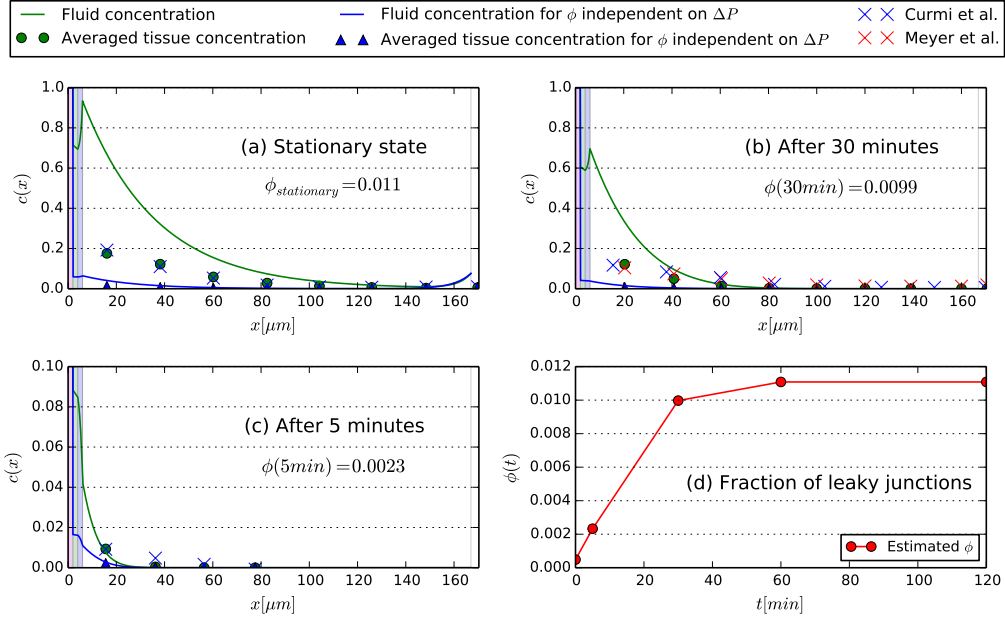 Fluid concentration
Averaged tissue concentration
Fluid concentration for ϕ independent on ΔP
Averaged tissue concentration for ϕ independent on ΔP
Curmi et al.
Meyer et al.
1.0
0.8
0.6
0.4
0.2
0.0
c(x)
(a) Stationary state
ϕ_stationary = 0.011
0 20 40 60 80 100 120 140 160
x[μm]
1.0
0.8
0.6
0.4
0.2
0.0
c(x)
(b) After 30 minutes
ϕ(30min) = 0.0099
0 20 40 60 80 100 120 140 160
x[μm]
0.10
0.08
0.06
0.04
0.02
0.00
c(x)
(c) After 5 minutes
ϕ(5min) = 0.0023
0 20 40 60 80 100 120 140 160
x[μm]
0.012
0.010
0.008
0.006
0.004
0.002
0.000
ϕ(t)
(d) Fraction of leaky junctions
Estimated ϕ
0 20 40 60 80 100 120
t[min]